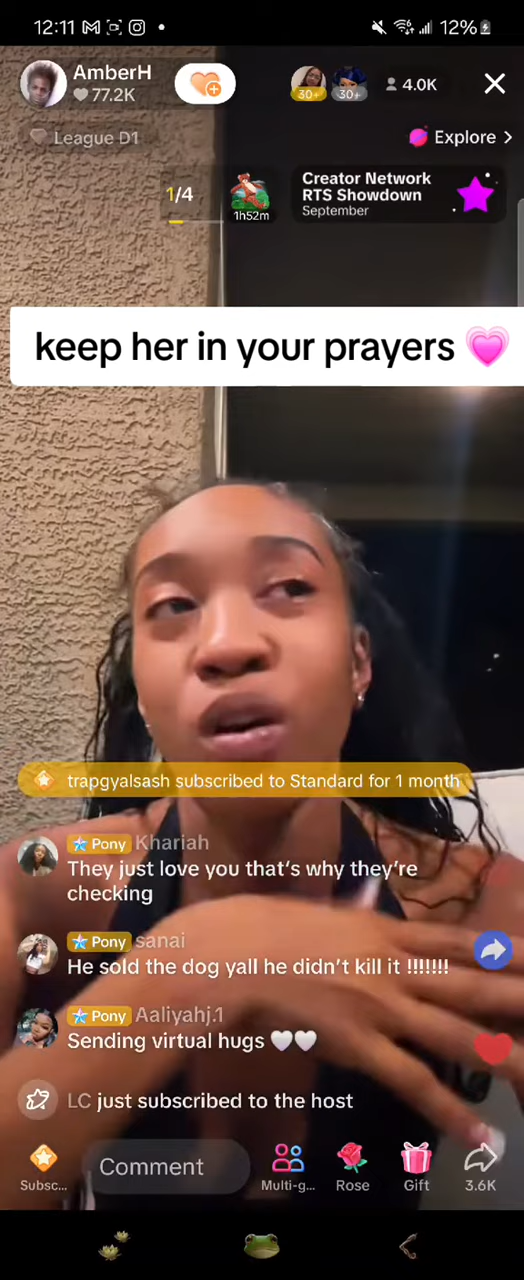 12:11
12%
AmberH
77.2K
30+
30+
4.0K
League D1
Explore >
1/4
1h52m
Creator Network
RTS Showdown
September
keep her in your prayers 💗
trapgyalsash subscribed to Standard for 1 month
Pony Khariah
They just love you that's why they're
checking
Pony sanai
He sold the dog yall he didn't kill it !!!!!!!
Pony Aaliyahj.1
Sending virtual hugs 🤍🤍
LC just subscribed to the host
Subsc...
Comment
Multi-g...
Rose
Gift
3.6K